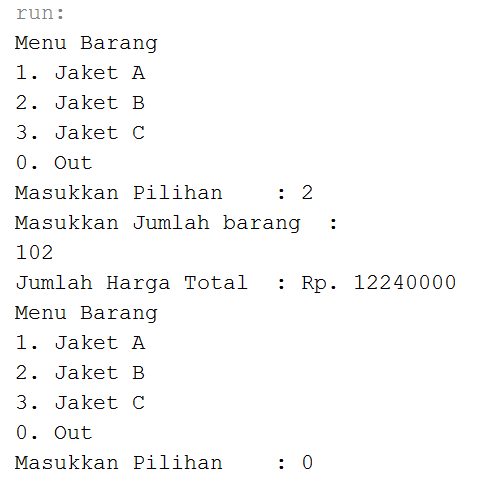 run:
Menu Barang
1. Jaket A
2. Jaket B
3. Jaket C
0. Out
Masukkan Pilihan    : 2
Masukkan Jumlah barang  :
102
Jumlah Harga Total  : Rp. 12240000
Menu Barang
1. Jaket A
2. Jaket B
3. Jaket C
0. Out
Masukkan Pilihan    : 0